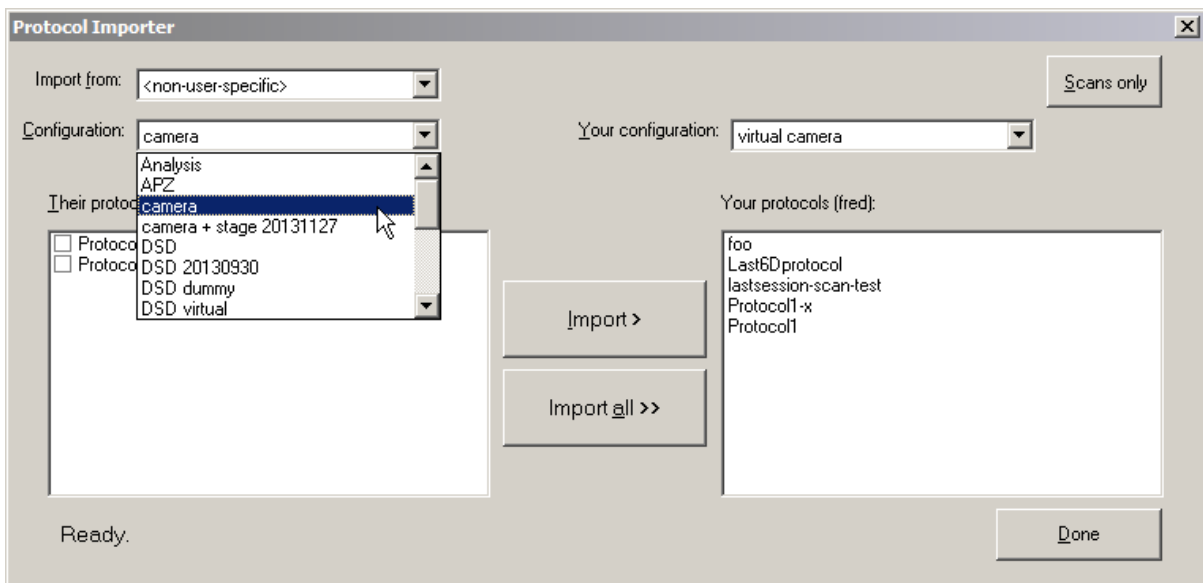 Protocol Importer
Import from: <non-user-specific>
Scans only
Configuration: camera
Your configuration: virtual camera
Analysis
APZ
camera
camera + stage 20131127
DSD
DSD 20130930
DSD dummy
DSD virtual
Their protoc
Protoco
Protoco
Import >
Import all >>
Your protocols (fred):
foo
Last6Dprotocol
lastsession-scan-test
Protocol1-x
Protocol1
Ready.
Done